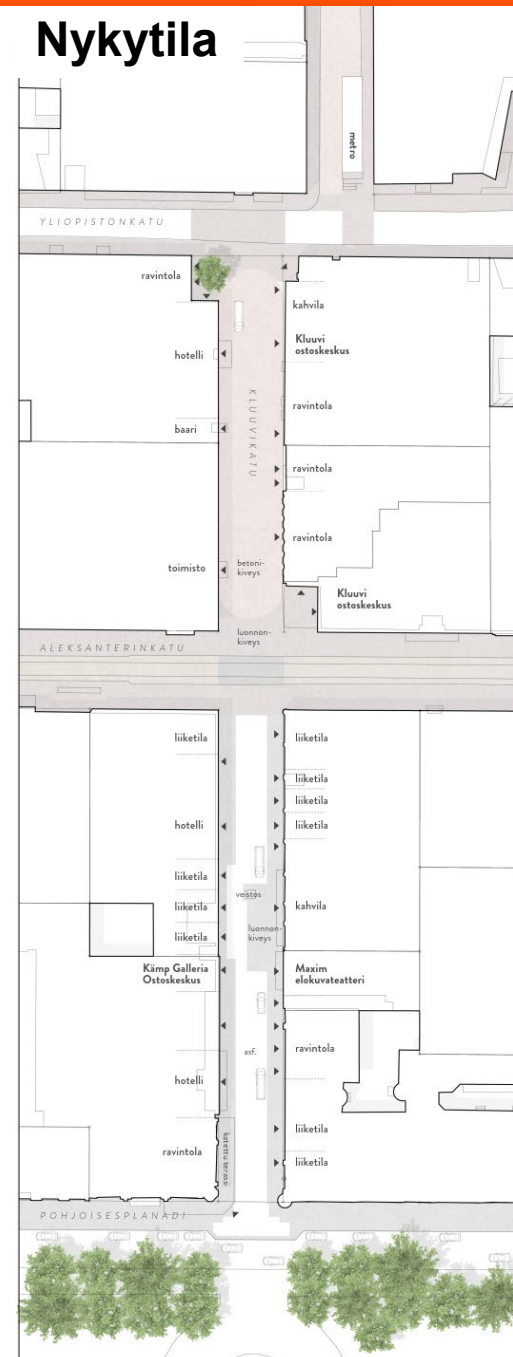 Nykytila
metro
YLIOPISTONKATU
ravintola
kahvila
Kluuvi
ostoskeskus
hotelli
KLUUVIKATU
ravintola
baari
ravintola
ravintola
toimisto
betoni-
kiveys
Kluuvi
ostoskeskus
luonnon-
kiveys
ALEKSANTERINKATU
liiketila
liiketila
liiketila
liiketila
hotelli
liiketila
liiketila
veistos
liiketila
kahvila
luonnon-
kiveys
liiketila
Kämp Galleria
Ostoskeskus
Maxim
elokuvateatteri
asf.
ravintola
hotelli
liiketila
katettu terassi
ravintola
liiketila
POHJOISESPLANADI